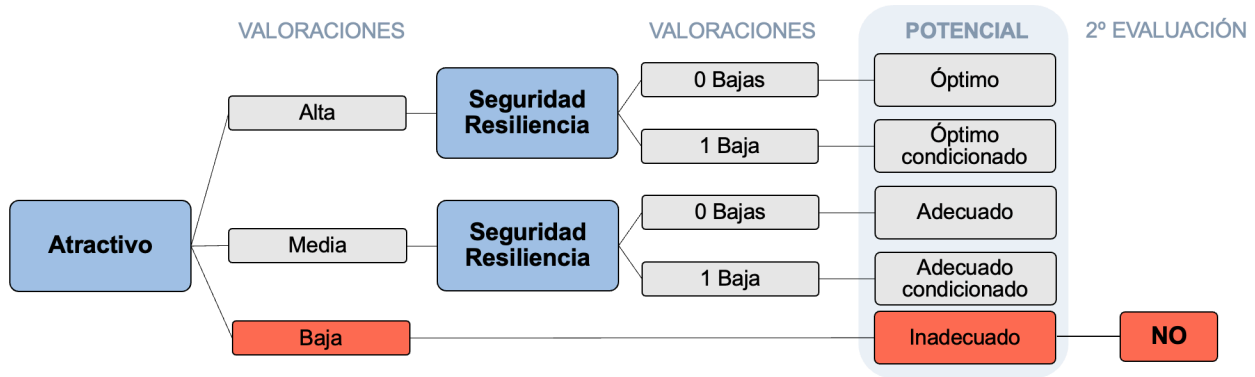 VALORACIONES
VALORACIONES
POTENCIAL
2º EVALUACIÓN
Alta
Seguridad
Resiliencia
0 Bajas
Óptimo
1 Baja
Óptimo
condicionado
Atractivo
Media
Seguridad
Resiliencia
0 Bajas
Adecuado
1 Baja
Adecuado
condicionado
Baja
Inadecuado
NO